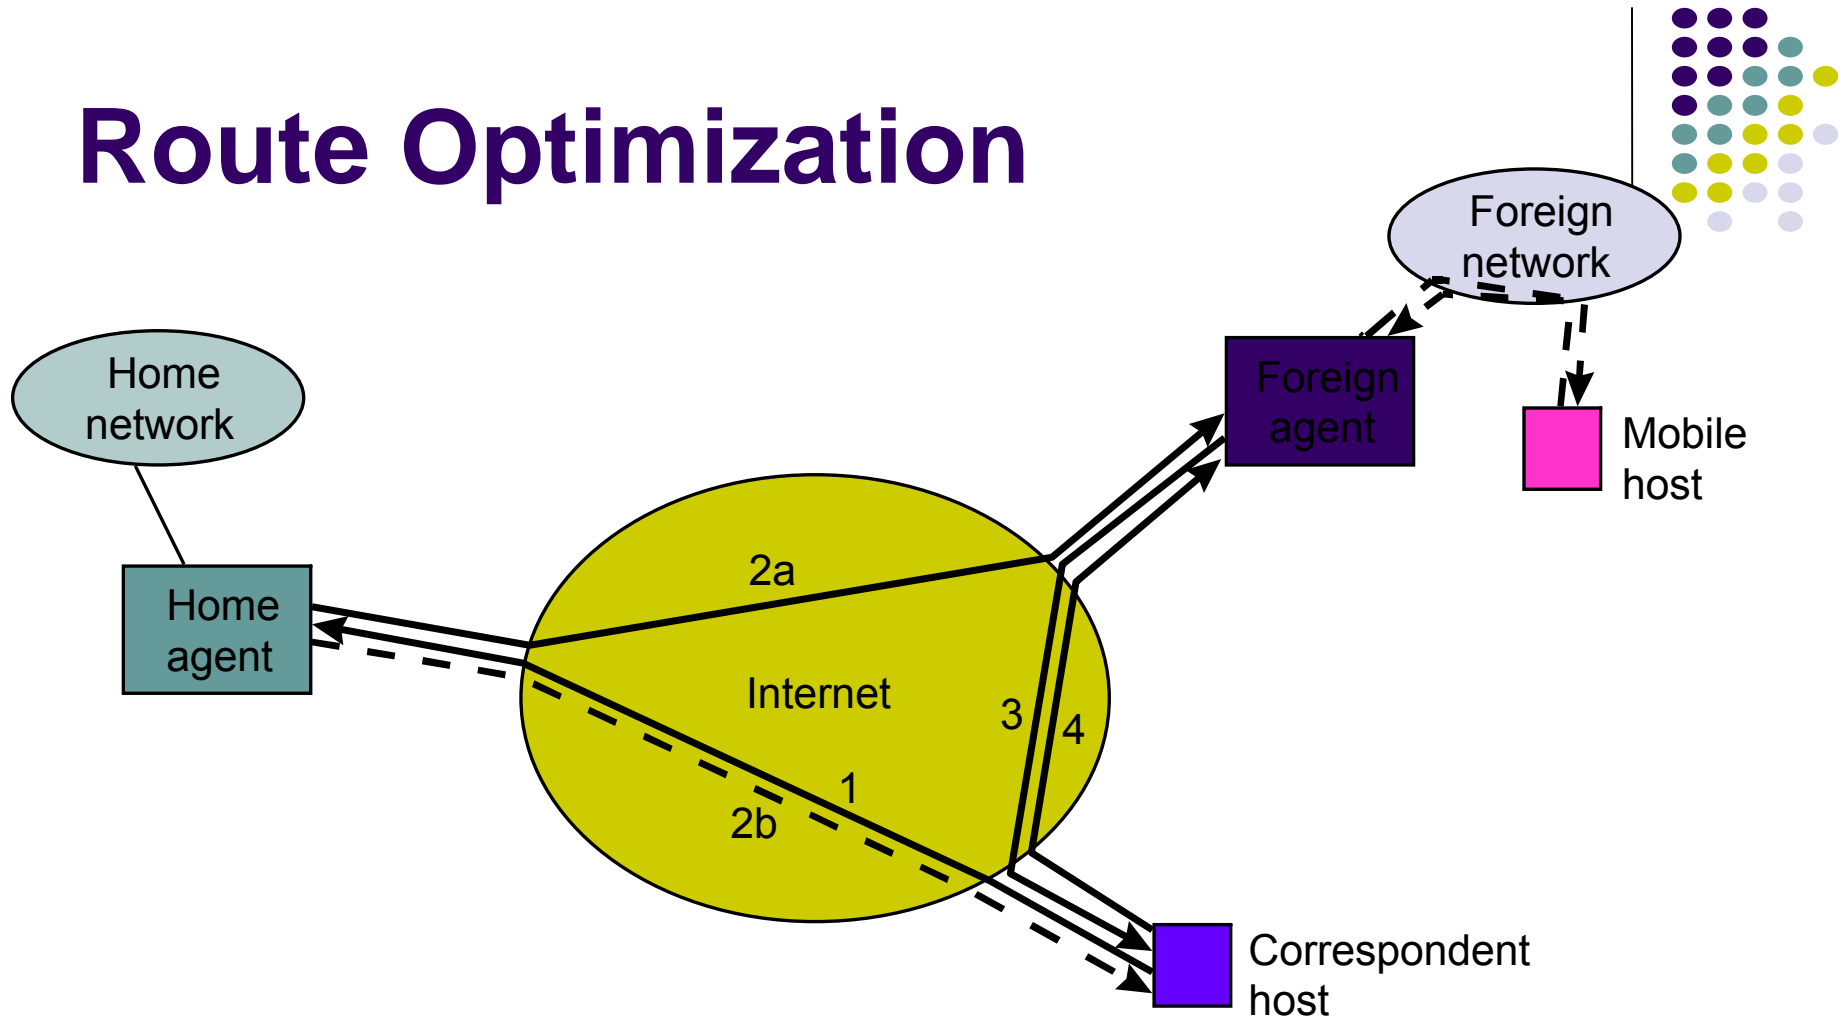 Route Optimization
Foreign
network
Home
network
Foreign
agent
Mobile
host
2a
Home
agent
Internet
3
4
1
2b
Correspondent
host